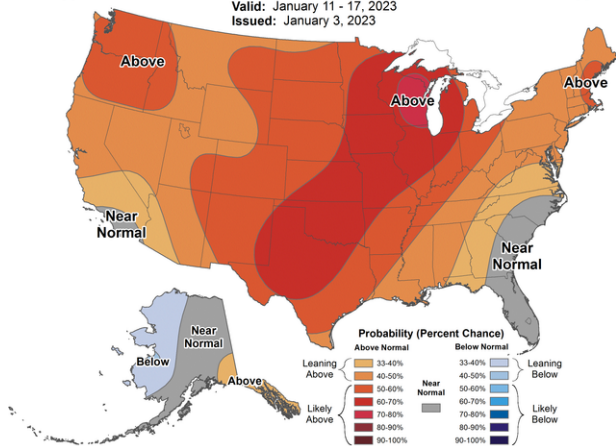 Valid: January 11 - 17, 2023
Issued: January 3, 2023
Above
Above
Above
Near
Normal
Near
Normal
Near
Normal
Below
Above
Probability (Percent Chance)
Above Normal
Below Normal
Leaning
Above
33-40%
40-50%
Likely
Above
50-60%
60-70%
70-80%
80-90%
90-100%
Near
Normal
33-40%
40-50%
Leaning
Below
50-60%
60-70%
70-80%
80-90%
90-100%
Likely
Below